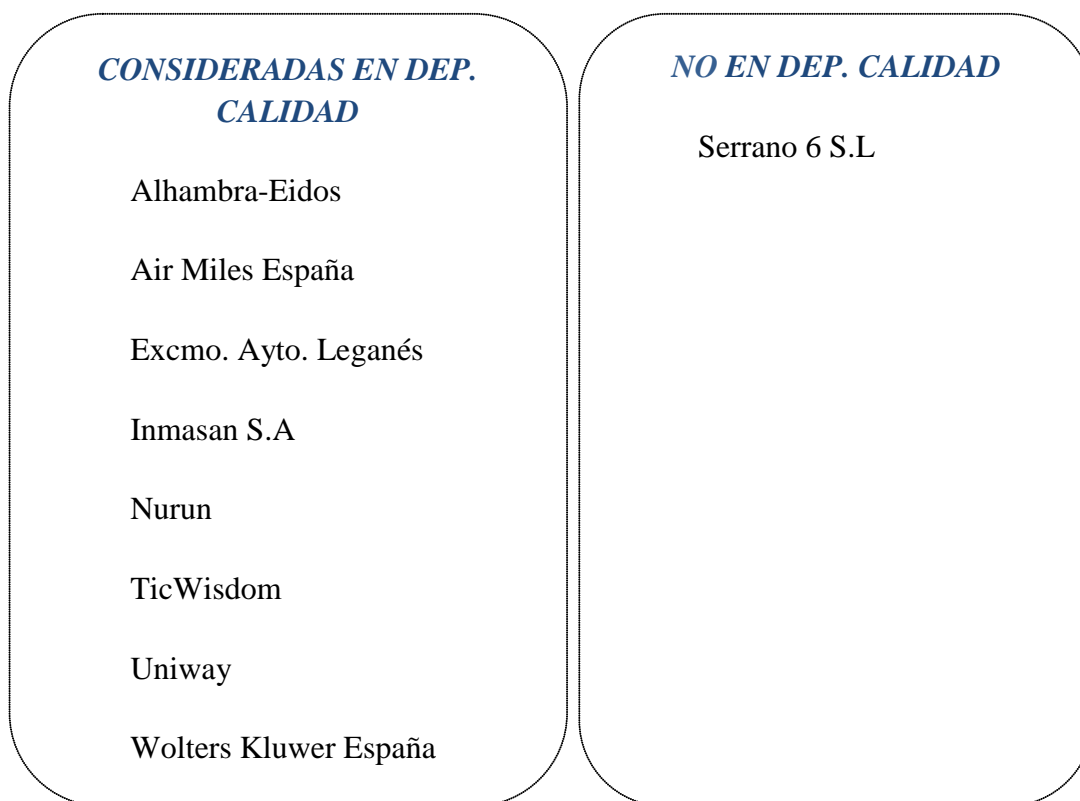 CONSIDERADAS EN DEP.
CALIDAD
Alhambra-Eidos
Air Miles España
Excmo. Ayto. Leganés
Inmasan S.A
Nurun
TicWisdom
Uniway
Wolters Kluwer España
NO EN DEP. CALIDAD
Serrano 6 S.L